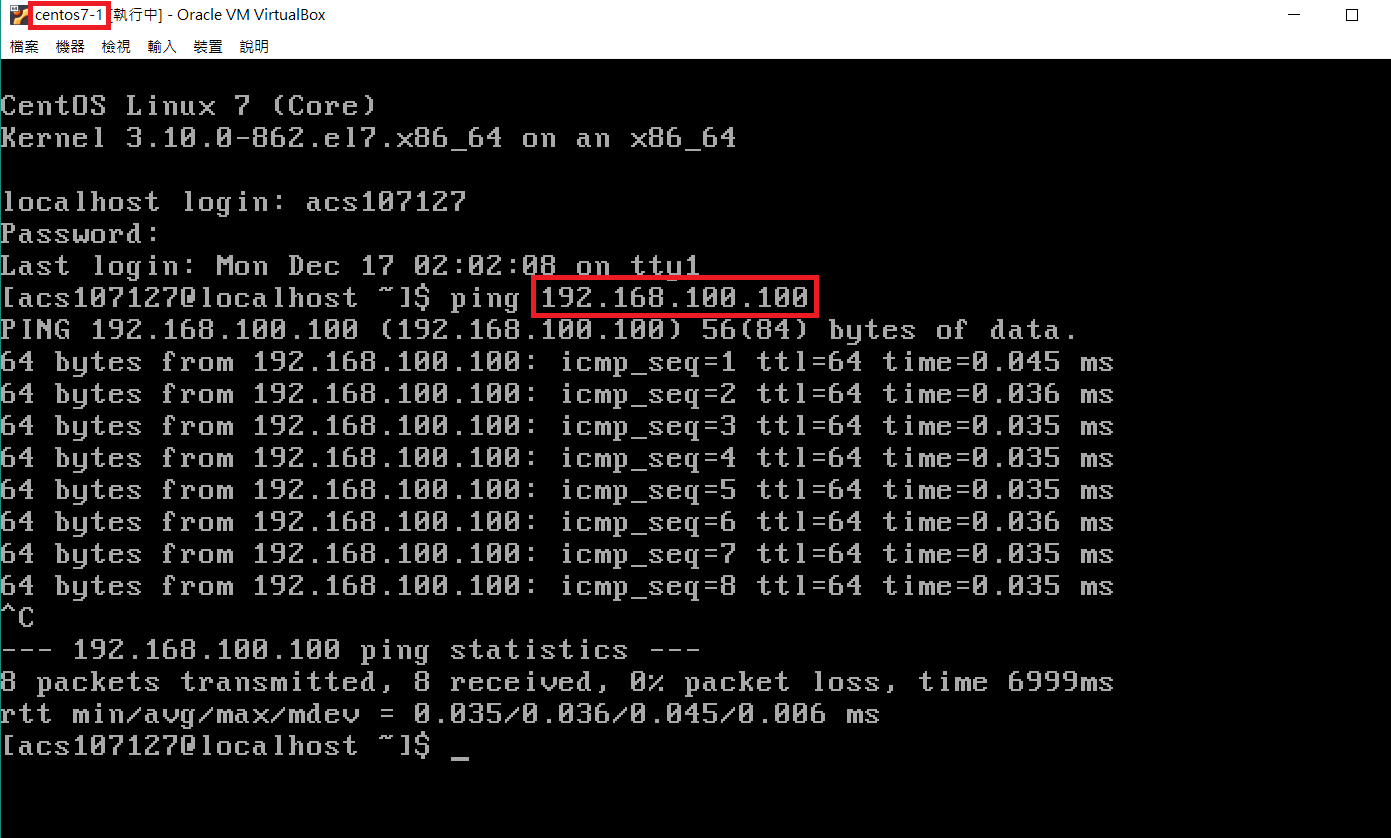 centos7-1 [執行中] - Oracle VM VirtualBox
檔案 機器 檢視 輸入 裝置 說明
CentOS Linux 7 (Core)
Kernel 3.10.0-862.el7.x86_64 on an x86_64
localhost login: acs107127
Password:
Last login: Mon Dec 17 02:02:08 on tty1
[acs107127@localhost ~]$ ping 192.168.100.100
PING 192.168.100.100 (192.168.100.100) 56(84) bytes of data.
64 bytes from 192.168.100.100: icmp_seq=1 ttl=64 time=0.045 ms
64 bytes from 192.168.100.100: icmp_seq=2 ttl=64 time=0.036 ms
64 bytes from 192.168.100.100: icmp_seq=3 ttl=64 time=0.035 ms
64 bytes from 192.168.100.100: icmp_seq=4 ttl=64 time=0.035 ms
64 bytes from 192.168.100.100: icmp_seq=5 ttl=64 time=0.035 ms
64 bytes from 192.168.100.100: icmp_seq=6 ttl=64 time=0.036 ms
64 bytes from 192.168.100.100: icmp_seq=7 ttl=64 time=0.035 ms
64 bytes from 192.168.100.100: icmp_seq=8 ttl=64 time=0.035 ms
^C
--- 192.168.100.100 ping statistics ---
8 packets transmitted, 8 received, 0% packet loss, time 6999ms
rtt min/avg/max/mdev = 0.035/0.036/0.045/0.006 ms
[acs107127@localhost ~]$ _